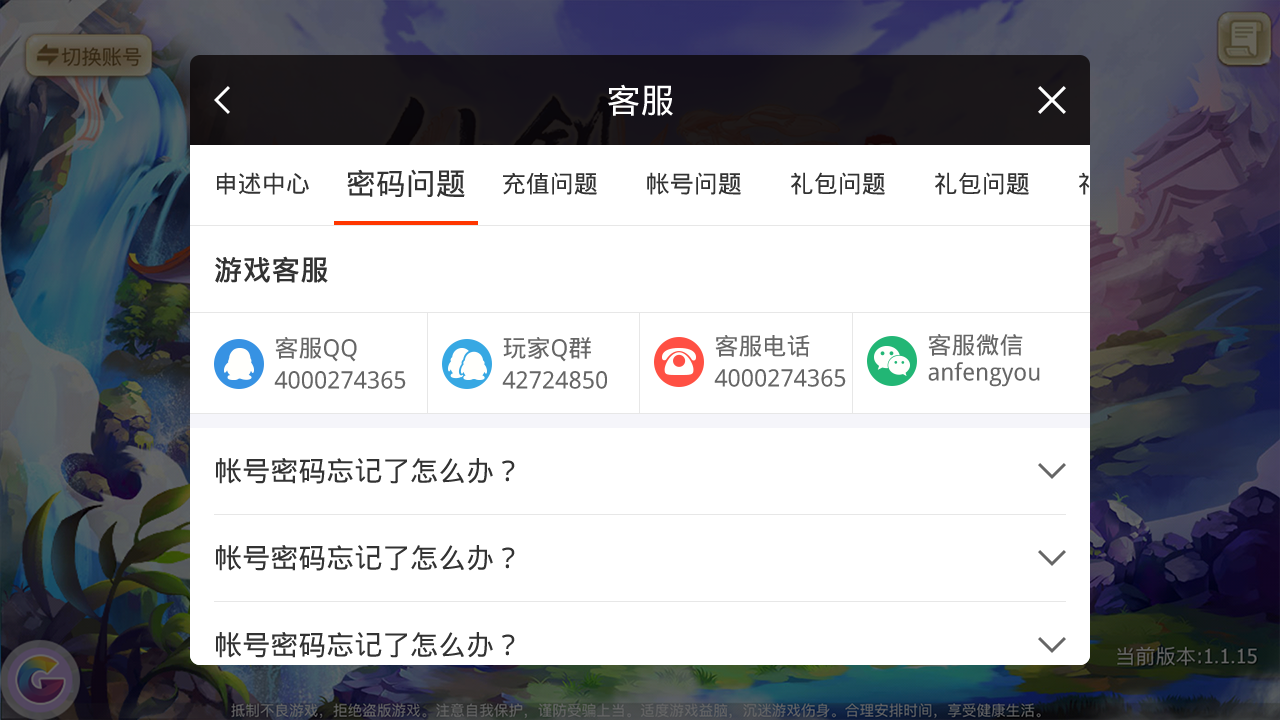 切换账号
客服
申述中心 密码问题 充值问题 帐号问题 礼包问题 礼包问题
游戏客服
客服QQ
4000274365
玩家Q群
42724850
客服电话
4000274365
客服微信
anfengyou
帐号密码忘记了怎么办？
帐号密码忘记了怎么办？
帐号密码忘记了怎么办？
当前版本:1.1.15
抵制不良游戏，拒绝盗版游戏。注意自我保护，谨防受骗上当。适度游戏益脑，沉迷游戏伤身。合理安排时间，享受健康生活。